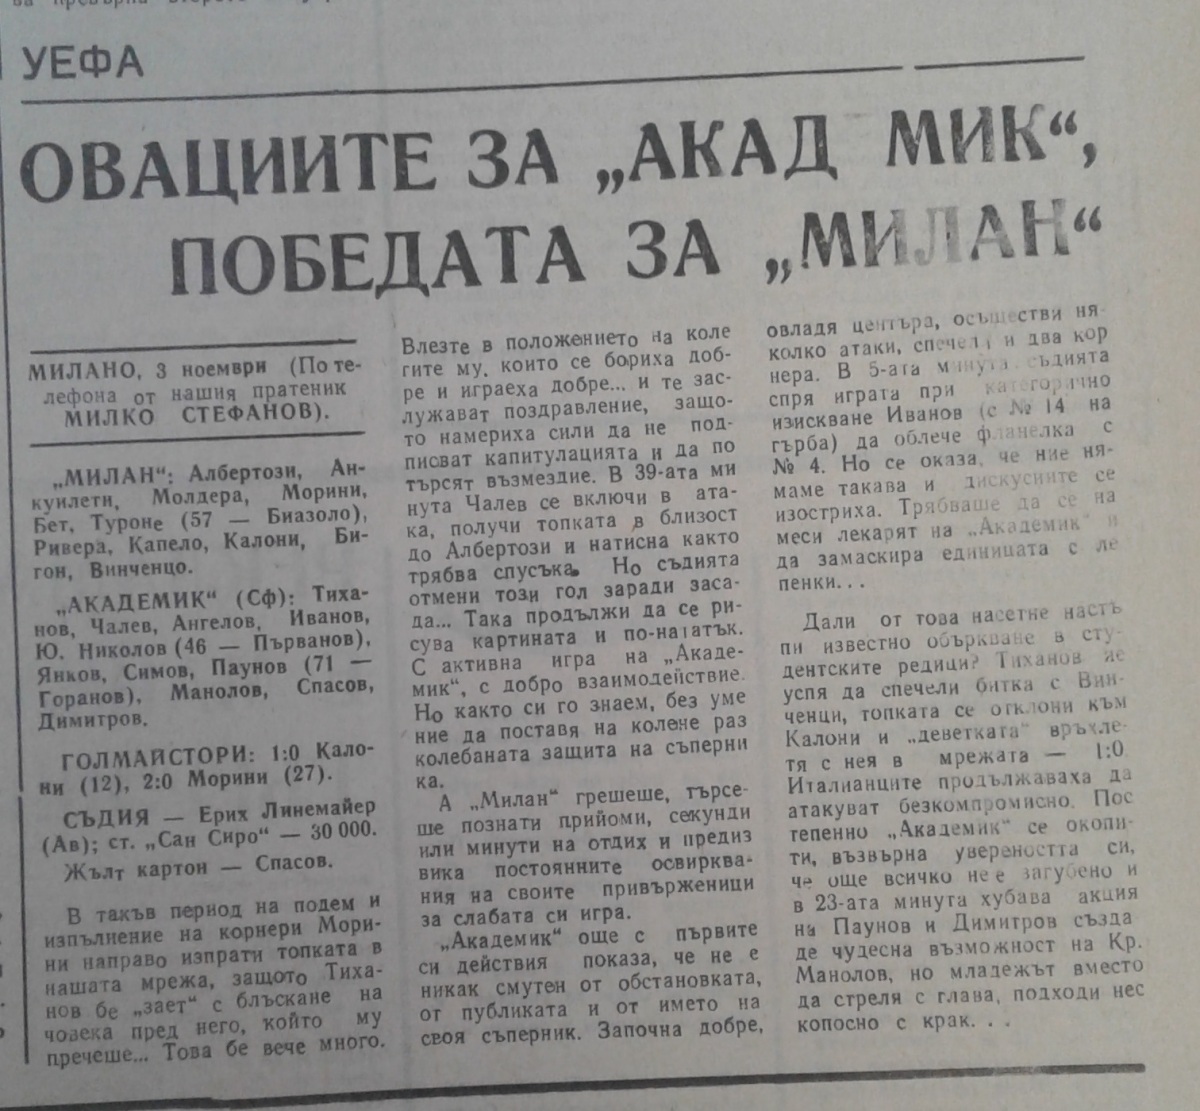 УЕФА
ОВАЦИИТЕ ЗА „АКАД МИК“,
ПОБЕДАТА ЗА „МИЛАН“
МИЛАНО, 3 ноември (По те-
лефона от нашия пратеник
МИЛКО СТЕФАНОВ).
„МИЛАН“: Албертози, Ан-
куилети, Молдера, Морини,
Бет, Туроне (57 — Биазоло),
Ривера, Капело, Калони, Би-
гон, Винченцо.
„АКАДЕМИК“ (Сф): Тиха-
нов, Чалев, Ангелов, Иванов,
Ю. Николов (46 — Първанов),
Янков, Симов, Паунов (71 —
Горанов), Манолов, Спасов,
Димитров.
ГОЛМАЙСТОРИ: 1:0 Кало-
ни (12), 2:0 Морини (27).
СЪДИЯ — Ерих Линемайер
(Ав); ст. „Сан Сиро“ — 30 000.
Жълт картон — Спасов.
В такъв период на подем и
изпълнение на корнери Мори-
ни направо изпрати топката в
нашата мрежа, защото Тиха-
нов бе „зает“ с блъскане на
човека пред него, който му
пречеше... Това бе вече много.
Влезте в положението на коле
гите му, които се бориха доб-
ре и играеха добре... и те зас-
лужават поздравление, защо-
то намериха сили да не под-
писват капитулацията и да по
търсят възмездие. В 39-ата ми
нута Чалев се включи в ата-
ка, получи топката в близост
до Албертози и натисна както
трябва спусъка. Но съдията
отмени този гол заради заса-
да... Така продължи да се ри-
сува картината и по-нататък.
С активна игра на „Акаде-
мик“, с добро взаимодействие.
Но както си го знаем, без уме
ние да поставя на колене раз
колебаната защита на съперни
ка.
А „Милан“ грешеше, търсе-
ше познати прийоми, секунди
или минути на отдих и предиз
вика постоянните освирква-
ния на своите привърженици
за слабата си игра.
„Академик“ още с първите
си действия показа, че не е
никак смутен от обстановката,
от публиката и от името на
своя съперник. Започна добре,
овладя центъра, осъществи ня-
колко атаки, спечели и два кор
нера. В 5-ата минута съдията
спря играта при категорично
изискване Иванов (с № 14 на
гърба) да облече фланелка с
№ 4. Но се оказа, че ние ня-
маме такава и дискусиите се
изостриха. Трябваше да се на
меси лекарят на „Академик“ и
да замаскира единицата с ле
пенки...
Дали от това насетне настъ
пи известно объркване в сту-
дентските редици? Тиханов не
успя да спечели битка с Вин-
ченци, топката се отклони към
Калони и „деветката“ връхле-
тя с нея в мрежата — 1:0
Италианците продължаваха да
атакуват безкомпромисно. Пос
тепенно „Академик“ се окопи-
ти, възвърна увереността си,
че още всичко не е загубено и
в 23-ата минута хубава акция
на Паунов и Димитров създа
де чудесна възможност на Кр.
Манолов, но младежът вместо
да стреля с глава, подходи нес
копосно с крак...